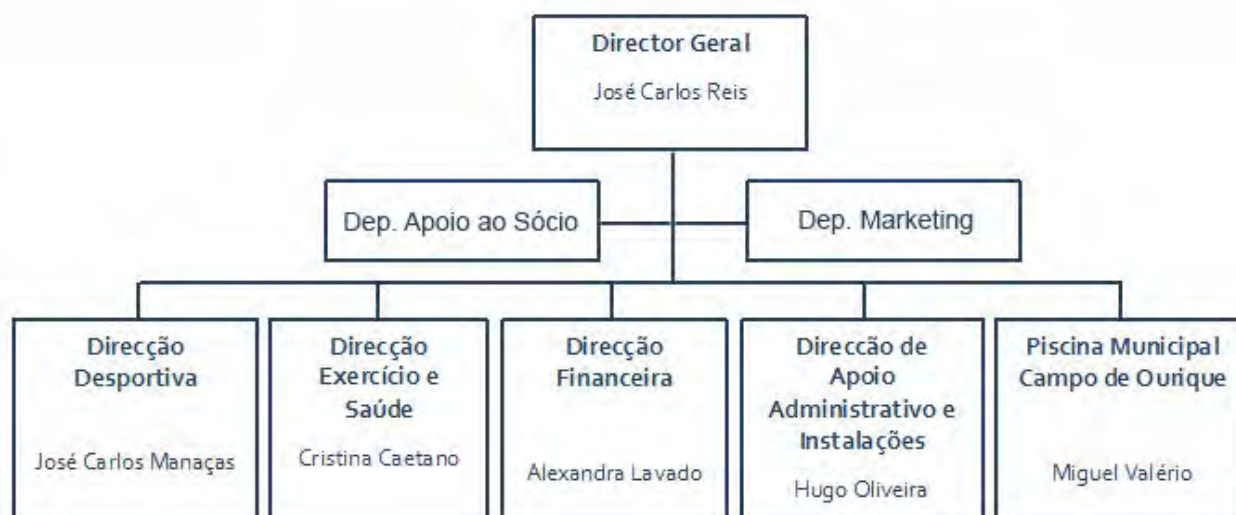 Director Geral
José Carlos Reis
Dep. Apoio ao Sócio
Dep. Marketing
Direcção
Desportiva
José Carlos Manaças
Direcção
Exercício e
Saúde
Cristina Caetano
Direcção
Financeira
Alexandra Lavado
Direccão de
Apoio
Administrativo e
Instalações
Hugo Oliveira
Piscina Municipal
Campo de Ourique
Miguel Valério